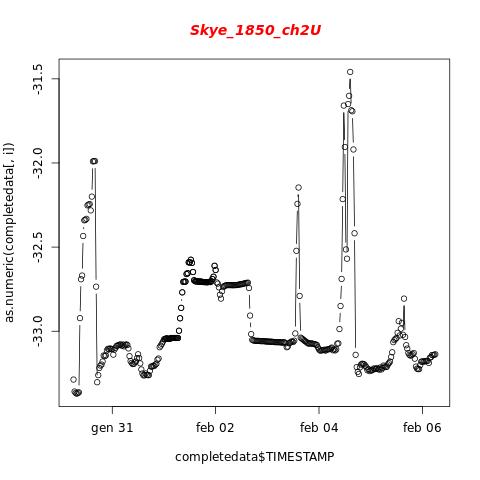 Skye_1850_ch2U
as.numeric(completedata[, i])
-31.5
-32.0
-32.5
-33.0
gen 31
feb 02
feb 04
feb 06
completedata$TIMESTAMP